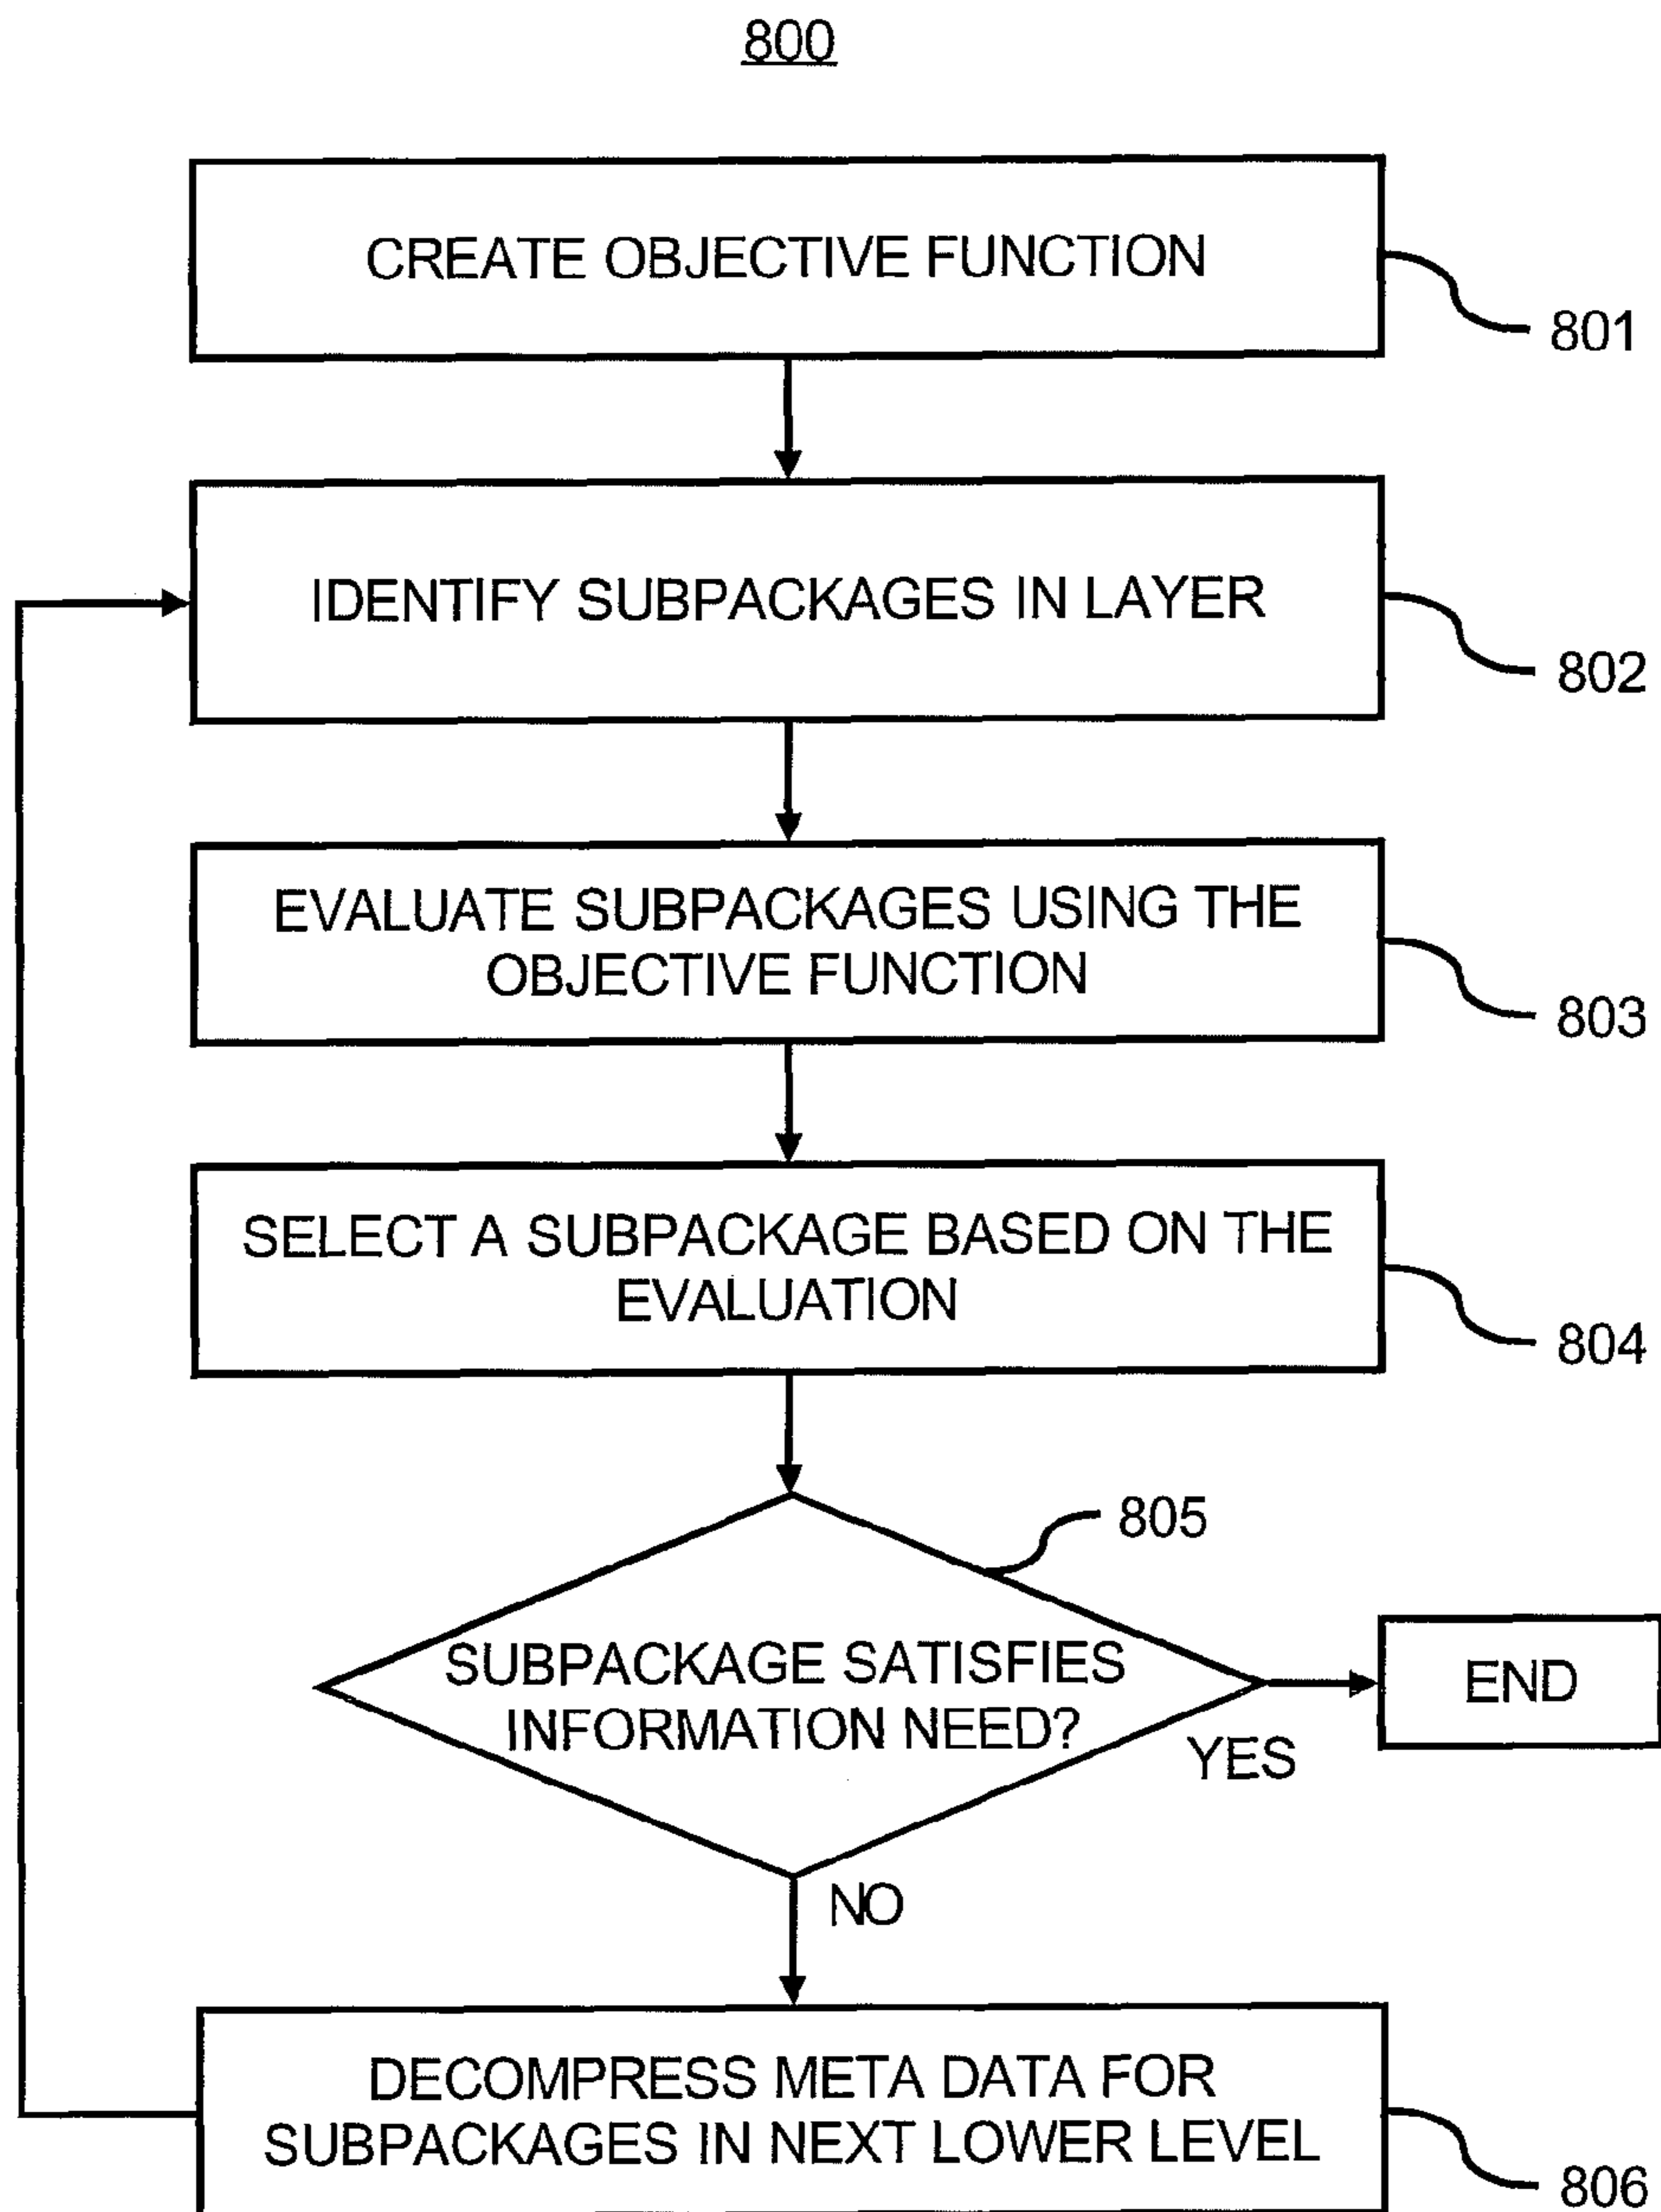 800
CREATE OBJECTIVE FUNCTION
801
IDENTIFY SUBPACKAGES IN LAYER
802
EVALUATE SUBPACKAGES USING THE
OBJECTIVE FUNCTION
803
SELECT A SUBPACKAGE BASED ON THE
EVALUATION
804
805
SUBPACKAGE SATISFIES
INFORMATION NEED?
YES
END
NO
DECOMPRESS META DATA FOR
SUBPACKAGES IN NEXT LOWER LEVEL
806